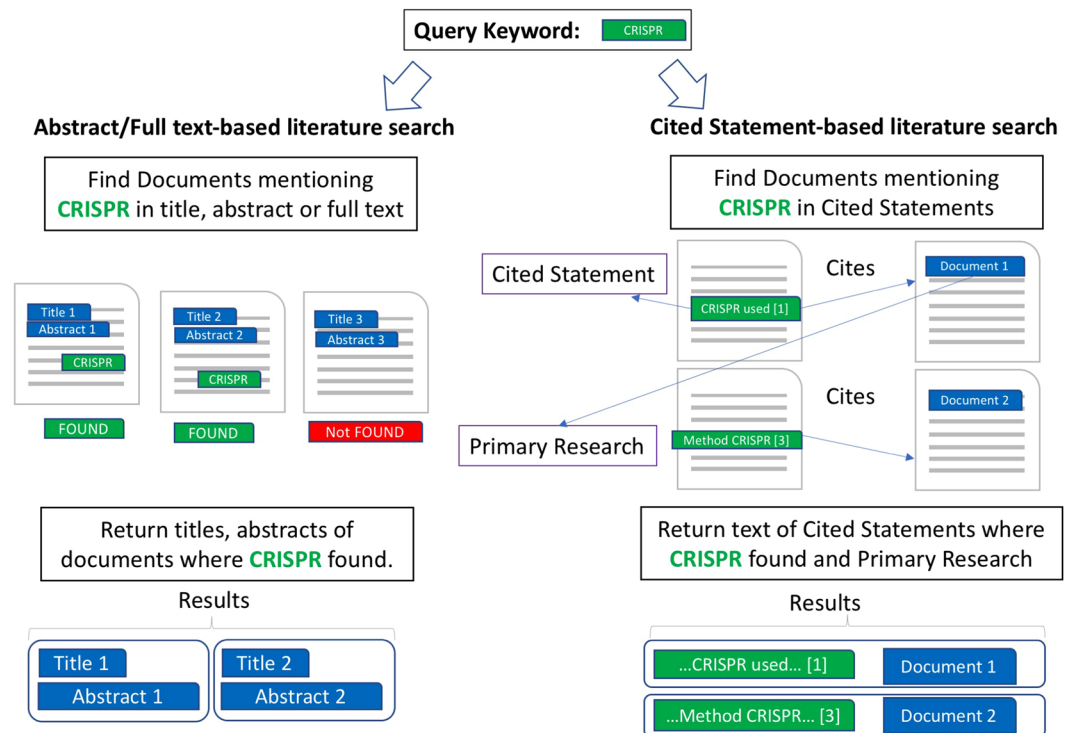 Query Keyword: CRISPR
Abstract/Full text-based literature search
Find Documents mentioning
CRISPR in title, abstract or full text
Title 1
Abstract 1
CRISPR
FOUND
Title 2
Abstract 2
CRISPR
FOUND
Title 3
Abstract 3
Not FOUND
Return titles, abstracts of
documents where CRISPR found.
Results
Title 1
Abstract 1
Title 2
Abstract 2
Cited Statement-based literature search
Find Documents mentioning
CRISPR in Cited Statements
Cited Statement
CRISPR used [1]
Cites
Document 1
Primary Research
Method CRISPR [3]
Cites
Document 2
Return text of Cited Statements where
CRISPR found and Primary Research
Results
...CRISPR used... [1]
Document 1
...Method CRISPR... [3]
Document 2